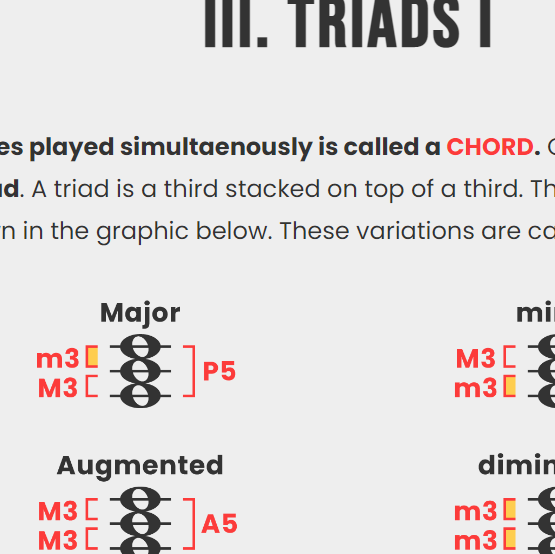 III. TRIADS I
es played simultaenously is called a CHORD.
d. A triad is a third stacked on top of a third. Th
n in the graphic below. These variations are ca
Major
m3
M3
P5
mi
M3
m3
Augmented
M3
M3
A5
dimin
m3
m3